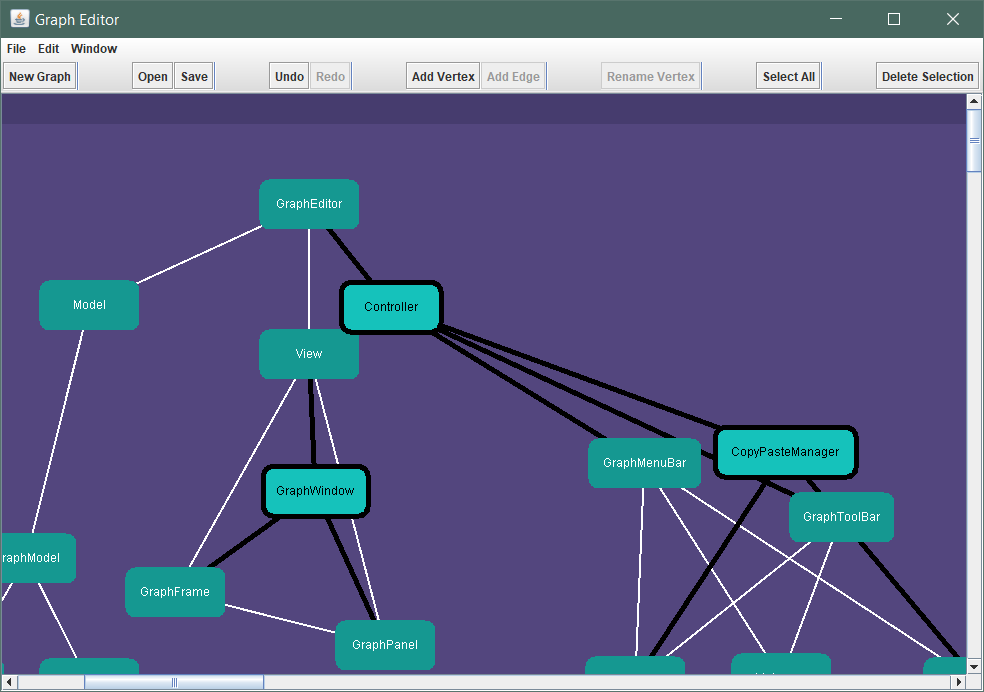 Graph Editor
File Edit Window
New Graph Open Save Undo Redo Add Vertex Add Edge Rename Vertex Select All Delete Selection
GraphEditor
Model
Controller
View
CopyPasteManager
GraphMenuBar
GraphWindow
GraphToolBar
raphModel
GraphFrame
GraphPanel